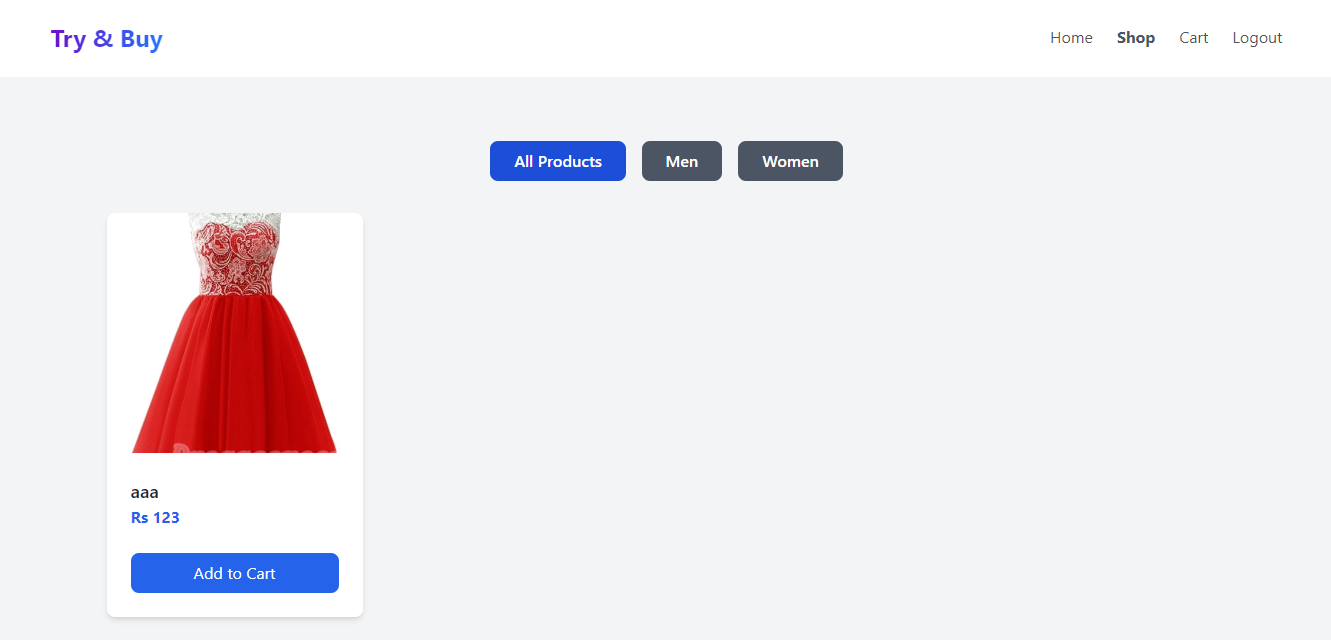 Try & Buy
Home Shop Cart Logout
All Products Men Women
aaa
Rs 123
Add to Cart